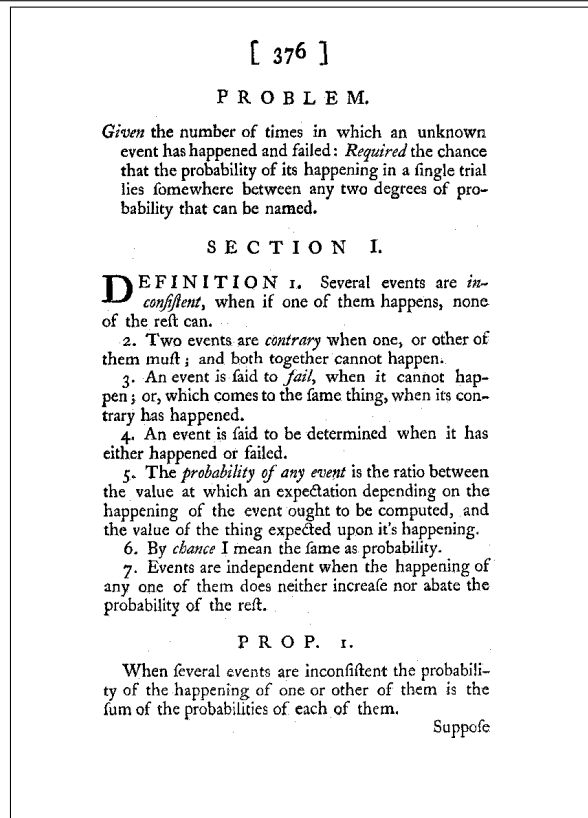 [ 376 ]
PROBLEM.
Given the number of times in which an unknown
event has happened and failed: Required the chance
that the probability of its happening in a ſingle trial
lies ſomewhere between any two degrees of pro-
bability that can be named.
SECTION I.
DEFINITION 1. Several events are in-
conſiſtent, when if one of them happens, none
of the reſt can.
2. Two events are contrary when one, or other of
them muſt; and both together cannot happen.
3. An event is ſaid to fail, when it cannot hap-
pen; or, which comes to the ſame thing, when its con-
trary has happened.
4. An event is ſaid to be determined when it has
either happened or failed.
5. The probability of any event is the ratio between
the value at which an expectation depending on the
happening of the event ought to be computed, and
the value of the thing expected upon it's happening.
6. By chance I mean the ſame as probability.
7. Events are independent when the happening of
any one of them does neither increaſe nor abate the
probability of the reſt.
PROP. 1.
When ſeveral events are inconſiſtent the probabili-
ty of the happening of one or other of them is the
ſum of the probabilities of each of them.
Suppoſe